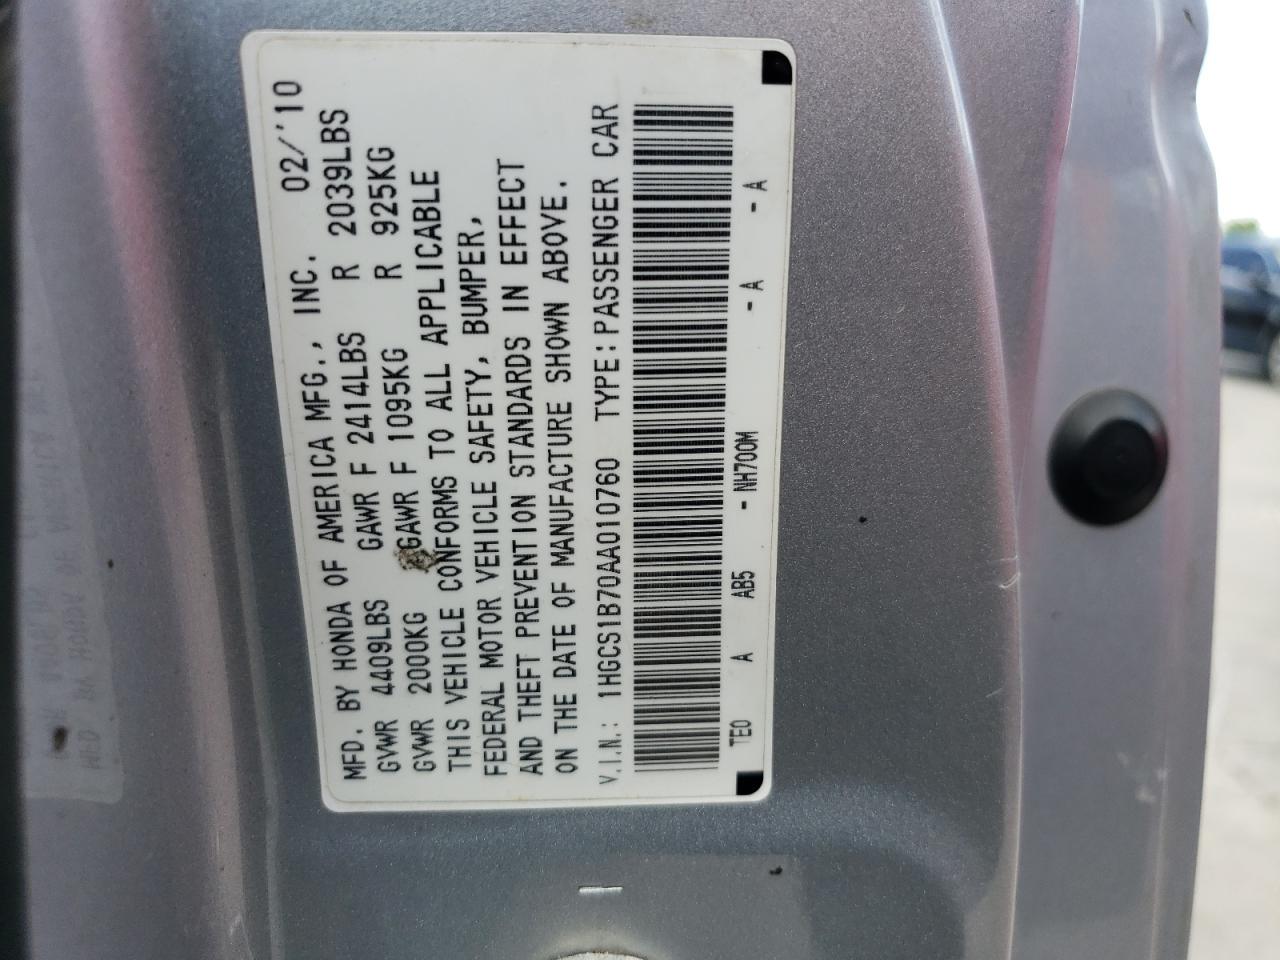 MFD. BY HONDA OF AMERICA MFG., INC. 02/'10
GVWR 4409LBS GAWR F 2414LBS R 2039LBS
GVWR 2000KG GAWR F 1095KG R 925KG
THIS VEHICLE CONFORMS TO ALL APPLICABLE
FEDERAL MOTOR VEHICLE SAFETY, BUMPER,
AND THEFT PREVENTION STANDARDS IN EFFECT
ON THE DATE OF MANUFACTURE SHOWN ABOVE.
V.I.N.: 1HGCS1B70AA010760 TYPE: PASSENGER CAR
TE0 A AB5 - NH700M - A - A